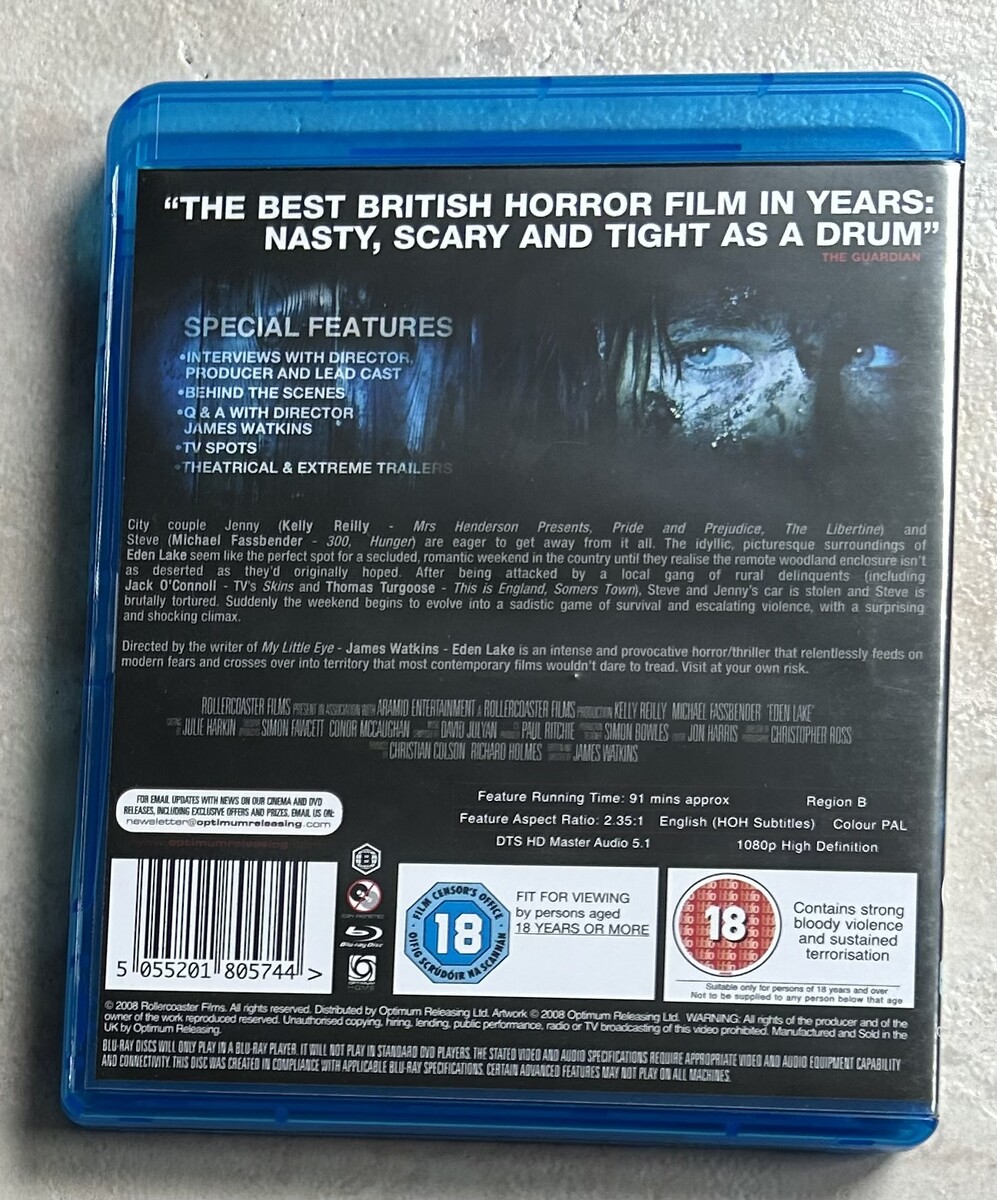 “THE BEST BRITISH HORROR FILM IN YEARS:
NASTY, SCARY AND TIGHT AS A DRUM”
THE GUARDIAN
SPECIAL FEATURES
•INTERVIEWS WITH DIRECTOR,
PRODUCER AND LEAD CAST
•BEHIND THE SCENES
•Q & A WITH DIRECTOR
JAMES WATKINS
•TV SPOTS
•THEATRICAL & EXTREME TRAILERS
City couple Jenny (Kelly Reilly - Mrs Henderson Presents, Pride and Prejudice, The Libertine) and
Steve (Michael Fassbender - 300, Hunger) are eager to get away from it all. The idyllic, picturesque surroundings of
Eden Lake seem like the perfect spot for a secluded, romantic weekend in the country until they realise the remote woodland enclosure isn't
as deserted as they'd originally hoped. After being attacked by a local gang of rural delinquents (including
Jack O'Connoll - TV's Skins and Thomas Turgoose - This is England, Somers Town), Steve and Jenny's car is stolen and Steve is
brutally tortured. Suddenly the weekend begins to evolve into a sadistic game of survival and escalating violence, with a surprising
and shocking climax.
Directed by the writer of My Little Eye - James Watkins - Eden Lake is an intense and provocative horror/thriller that relentlessly feeds on
modern fears and crosses over into territory that most contemporary films wouldn't dare to tread. Visit at your own risk.
ROLLERCOASTER FILMS PRESENT IN ASSOCIATION WITH ARAMID ENTERTAINMENT A ROLLERCOASTER FILMS PRODUCTION KELLY REILLY MICHAEL FASSBENDER 'EDEN LAKE'
JULIE HARKIN SIMON FAWCETT CONOR MCCAUGHAN DAVID JULYAN PAUL RITCHIE SIMON BOWLES JON HARRIS CHRISTOPHER ROSS
CHRISTIAN COLSON RICHARD HOLMES JAMES WATKINS
FOR EMAIL UPDATES WITH NEWS ON OUR CINEMA AND DVD
RELEASES, INCLUDING EXCLUSIVE OFFERS AND PRIZES, EMAIL US ON:
newsletter@optimumreleasing.com
www.optimumreleasing.com
Feature Running Time: 91 mins approx Region B
Feature Aspect Ratio: 2.35:1 English (HOH Subtitles) Colour PAL
DTS HD Master Audio 5.1 1080p High Definition
5 055201 805744 >
B
Blu-ray Disc
OPTIMUM
HOME
FILM CENSOR'S OFFICE
18
OIFIG SCRÚDÓIR NA SCANNÁN
FIT FOR VIEWING
by persons aged
18 YEARS OR MORE
18
Contains strong
bloody violence
and sustained
terrorisation
Suitable only for persons of 18 years and over
Not to be supplied to any person below that age
© 2008 Rollercoaster Films. All rights reserved. Distributed by Optimum Releasing Ltd. Artwork © 2008 Optimum Releasing Ltd. WARNING: All rights of the producer and of the
owner of the work reproduced reserved. Unauthorised copying, hiring, lending, public performance, radio or TV broadcasting of this video prohibited. Manufactured and Sold in the
UK by Optimum Releasing.
BLU-RAY DISCS WILL ONLY PLAY IN A BLU-RAY PLAYER. IT WILL NOT PLAY IN STANDARD DVD PLAYERS. THE STATED VIDEO AND AUDIO SPECIFICATIONS REQUIRE APPROPRIATE VIDEO AND AUDIO EQUIPMENT CAPABILITY
AND CONNECTIVITY. THIS DISC WAS CREATED IN COMPLIANCE WITH APPLICABLE BLU-RAY SPECIFICATIONS. CERTAIN ADVANCED FEATURES MAY NOT PLAY ON ALL MACHINES.